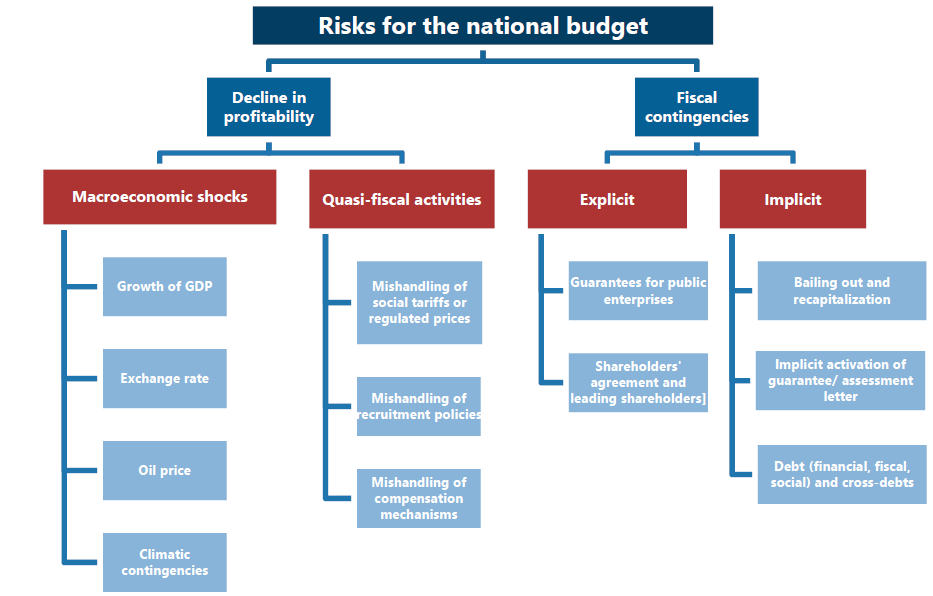 Risks for the national budget
Decline in
profitability
Fiscal
contingencies
Macroeconomic shocks
Quasi-fiscal activities
Explicit
Implicit
Growth of GDP
Exchange rate
Oil price
Climatic
contingencies
Mishandling of
social tariffs or
regulated prices
Mishandling of
recruitment policies
Mishandling of
compensation
mechanisms
Guarantees for public
enterprises
Shareholders'
agreement and
leading shareholders]
Bailing out and
recapitalization
Implicit activation of
guarantee/ assessment
letter
Debt (financial, fiscal,
social) and cross-debts